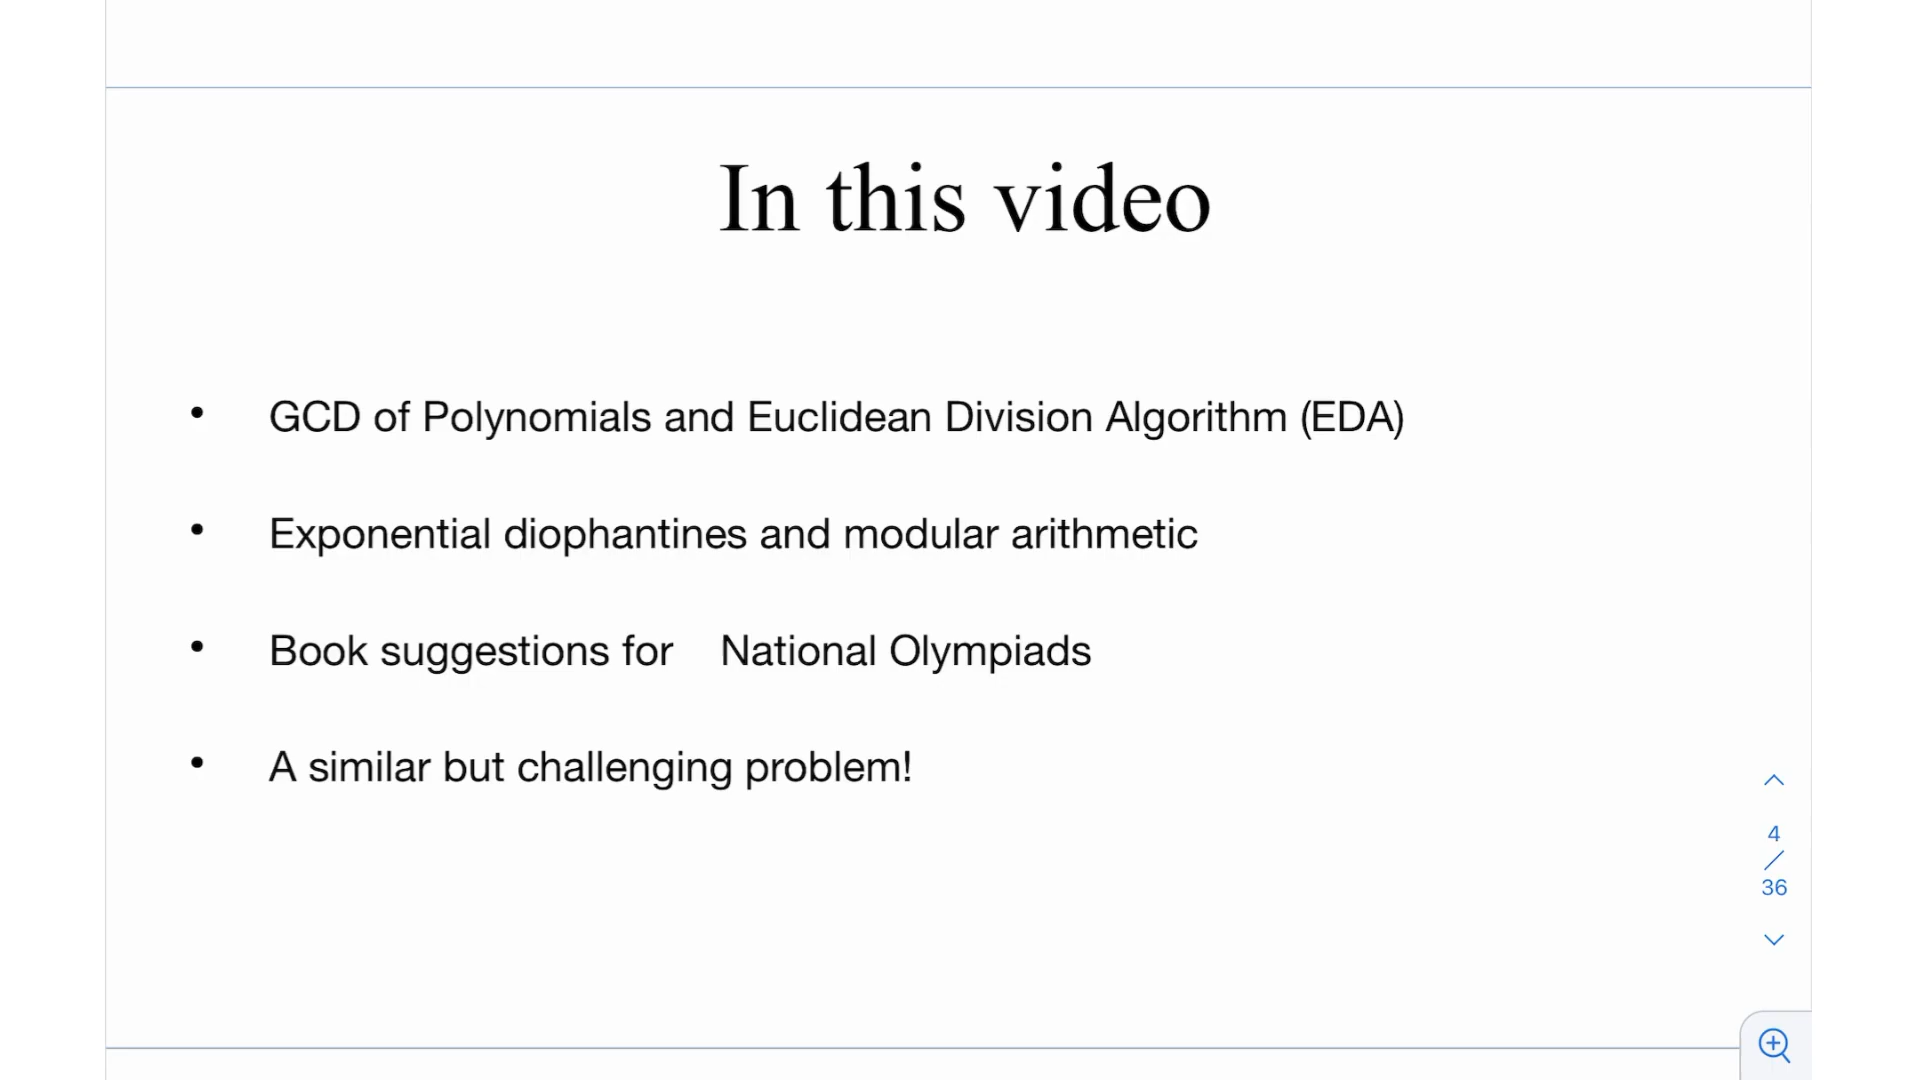 In this video
• GCD of Polynomials and Euclidean Division Algorithm (EDA)
• Exponential diophantines and modular arithmetic
• Book suggestions for National Olympiads
• A similar but challenging problem!
4
/
36